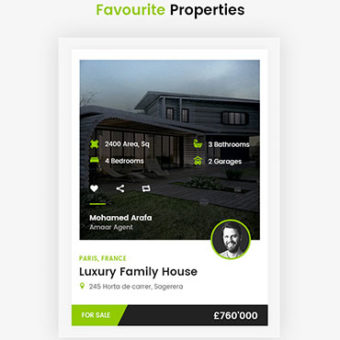 Favourite Properties
2400 Area, Sq
3 Bathrooms
4 Bedrooms
2 Garages
Mohamed Arafa
Amaar Agent
PARIS, FRANCE
Luxury Family House
245 Horta de carrer, Sagerera
FOR SALE
£760'000